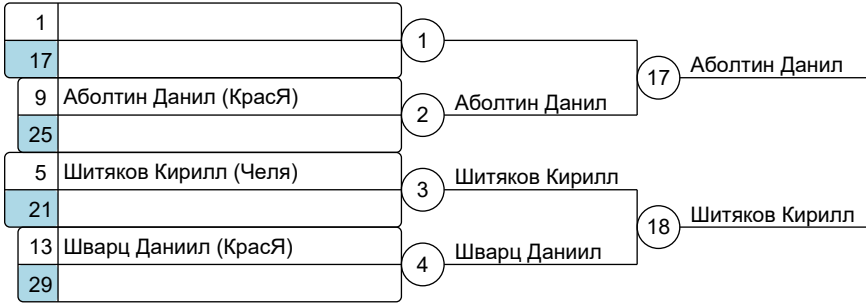 1
17
1
9 Аболтин Данил (КрасЯ)
25
2
Аболтин Данил
17
Аболтин Данил
5 Шитяков Кирилл (Челя)
21
3
Шитяков Кирилл
13 Шварц Даниил (КрасЯ)
29
4
Шварц Даниил
18
Шитяков Кирилл